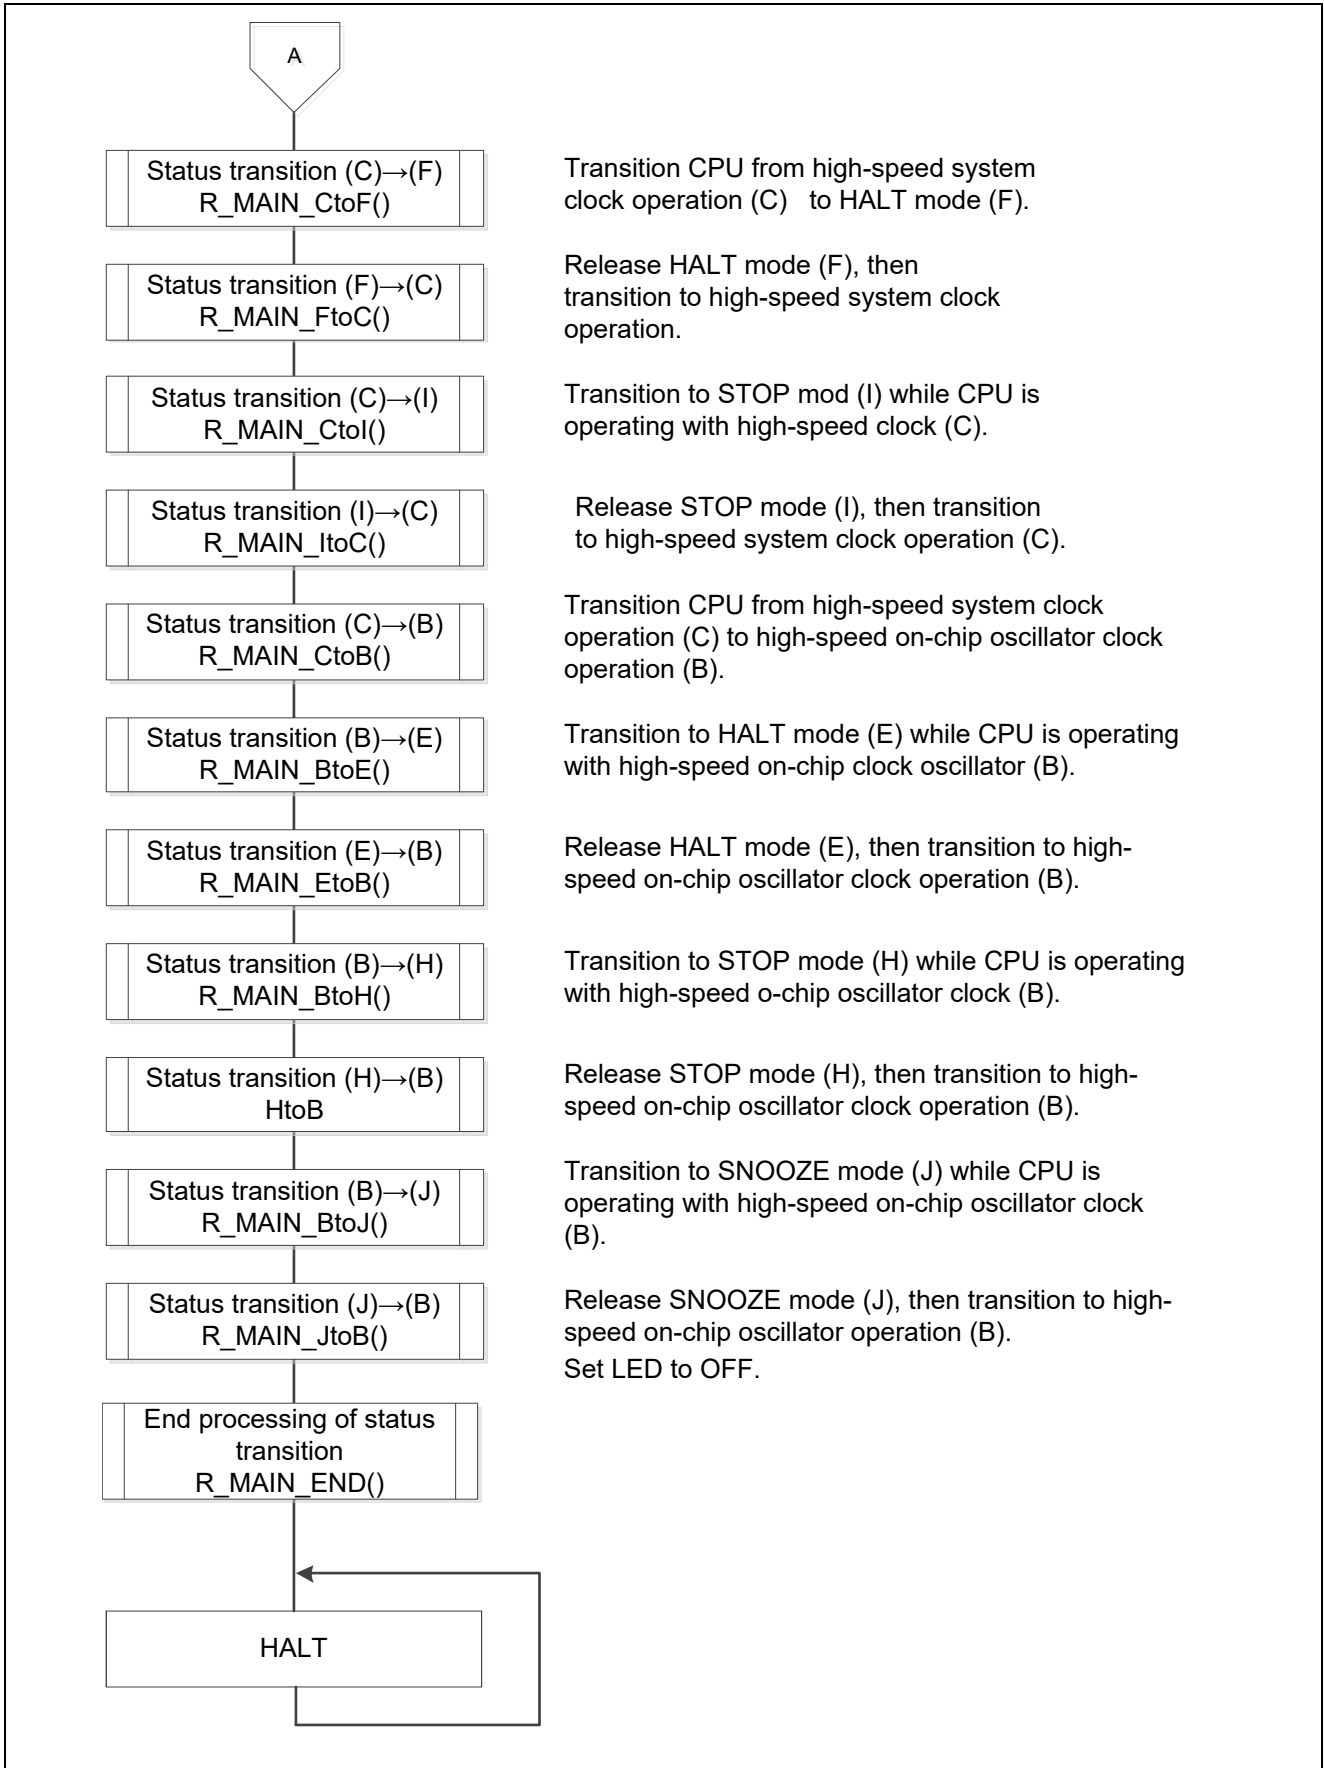 A
Status transition (C)→(F)
R_MAIN_CtoF()
Transition CPU from high-speed system
clock operation (C)   to HALT mode (F).
Status transition (F)→(C)
R_MAIN_FtoC()
Release HALT mode (F), then
transition to high-speed system clock
operation.
Status transition (C)→(I)
R_MAIN_CtoI()
Transition to STOP mod (I) while CPU is
operating with high-speed clock (C).
Status transition (I)→(C)
R_MAIN_ItoC()
Release STOP mode (I), then transition
to high-speed system clock operation (C).
Status transition (C)→(B)
R_MAIN_CtoB()
Transition CPU from high-speed system clock
operation (C) to high-speed on-chip oscillator clock
operation (B).
Status transition (B)→(E)
R_MAIN_BtoE()
Transition to HALT mode (E) while CPU is operating
with high-speed on-chip clock oscillator (B).
Status transition (E)→(B)
R_MAIN_EtoB()
Release HALT mode (E), then transition to high-
speed on-chip oscillator clock operation (B).
Status transition (B)→(H)
R_MAIN_BtoH()
Transition to STOP mode (H) while CPU is operating
with high-speed o-chip oscillator clock (B).
Status transition (H)→(B)
HtoB
Release STOP mode (H), then transition to high-
speed on-chip oscillator clock operation (B).
Status transition (B)→(J)
R_MAIN_BtoJ()
Transition to SNOOZE mode (J) while CPU is
operating with high-speed on-chip oscillator clock
(B).
Status transition (J)→(B)
R_MAIN_JtoB()
Release SNOOZE mode (J), then transition to high-
speed on-chip oscillator operation (B).
Set LED to OFF.
End processing of status
transition
R_MAIN_END()
HALT